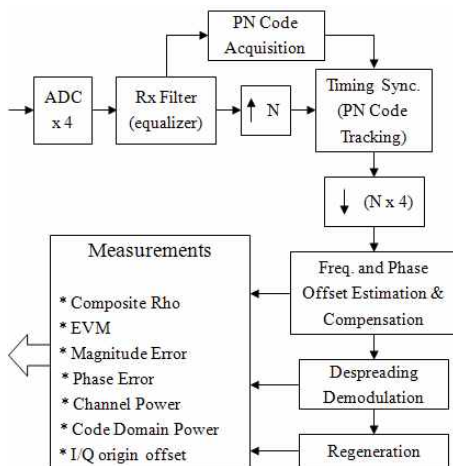 PN Code
Acquisition
ADC
x 4
Rx Filter
(equalizer)
↑ N
Timing Sync.
(PN Code
Tracking)
↓ (N x 4)
Measurements
* Composite Rho
* EVM
* Magnitude Error
* Phase Error
* Channel Power
* Code Domain Power
* I/Q origin offset
Freq. and Phase
Offset Estimation &
Compensation
Despreading
Demodulation
Regeneration